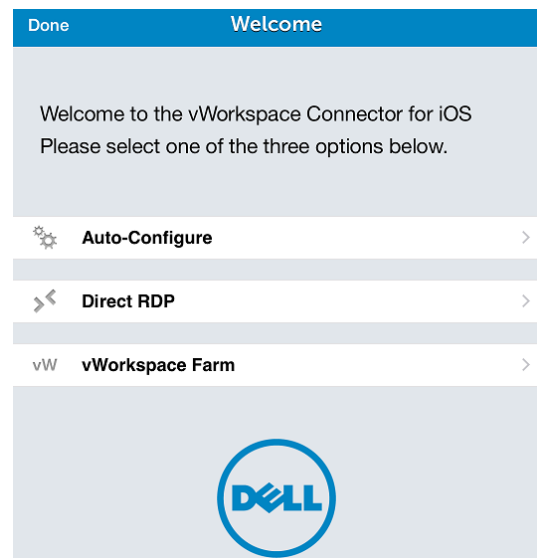 Done Welcome
Welcome to the vWorkspace Connector for iOS
Please select one of the three options below.
Auto-Configure
Direct RDP
vW vWorkspace Farm
DELL